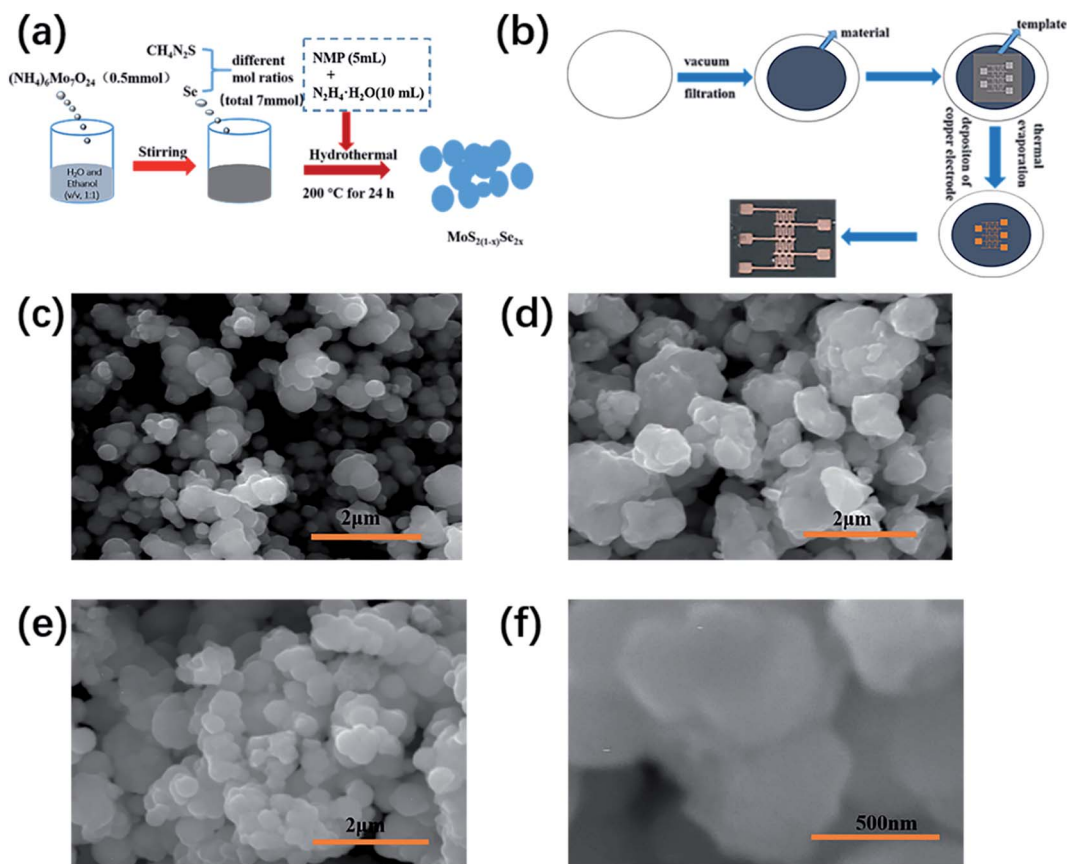 (a)
CH₄N₂S
(NH₄)₆Mo₇O₂₄（0.5mmol）
Se
different
mol ratios
(total 7mmol)
NMP (5mL)
+
N₂H₄·H₂O(10 mL)
H₂O and
Ethanol
(v/v, 1:1)
Stirring
Hydrothermal
200 °C for 24 h
MoS₂₍₁₋ₓ₎Se₂ₓ
(b)
vacuum
filtration
material
template
thermal
evaporation
depositon of
copper electrode
(c)
2μm
(d)
2μm
(e)
2μm
(f)
500nm